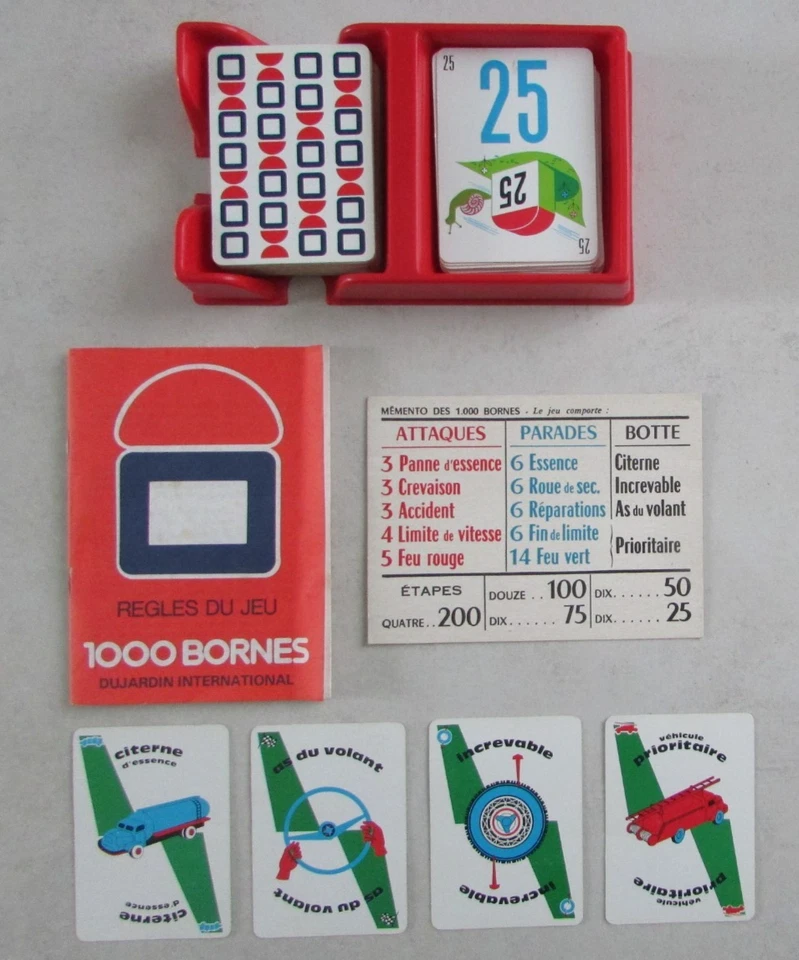 25
25
25
25
REGLES DU JEU
1000 BORNES
DUJARDIN INTERNATIONAL
MÉMENTO DES 1.000 BORNES - Le jeu comporte :
ATTAQUES PARADES BOTTE
3 Panne d'essence 6 Essence Citerne
3 Crevaison 6 Roue de sec. Increvable
3 Accident 6 Réparations As du volant
4 Limite de vitesse 6 Fin de limite Prioritaire
5 Feu rouge 14 Feu vert
ÉTAPES DOUZE .. 100 DIX...... 50
QUATRE.. 200 DIX...... 75 DIX...... 25
citerne
d'essence
citerne
d'essence
as du volant
as du volant
increvable
increvable
véhicule
prioritaire
véhicule
prioritaire